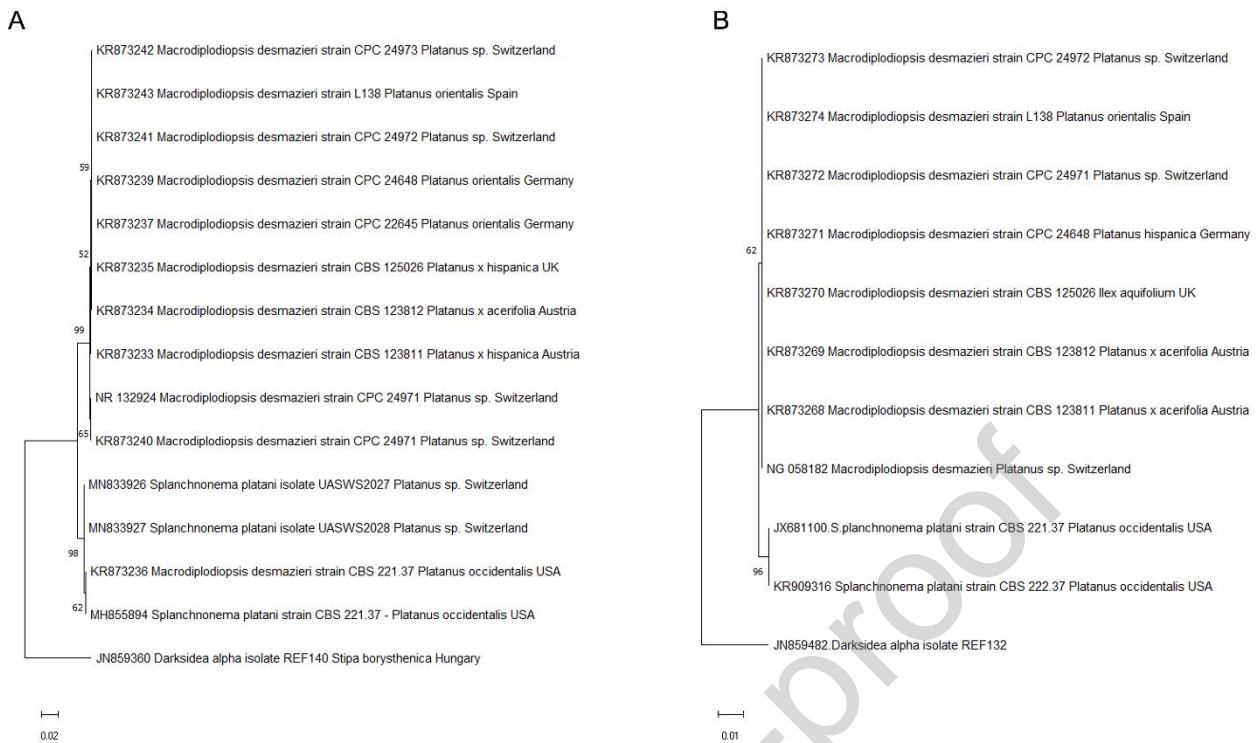 A
KR873242 Macrodiplodiopsis desmazieri strain CPC 24973 Platanus sp. Switzerland
KR873243 Macrodiplodiopsis desmazieri strain L138 Platanus orientalis Spain
KR873241 Macrodiplodiopsis desmazieri strain CPC 24972 Platanus sp. Switzerland
59
KR873239 Macrodiplodiopsis desmazieri strain CPC 24648 Platanus orientalis Germany
KR873237 Macrodiplodiopsis desmazieri strain CPC 22645 Platanus orientalis Germany
52
KR873235 Macrodiplodiopsis desmazieri strain CBS 125026 Platanus x hispanica UK
KR873234 Macrodiplodiopsis desmazieri strain CBS 123812 Platanus x acerifolia Austria
99
KR873233 Macrodiplodiopsis desmazieri strain CBS 123811 Platanus x hispanica Austria
NR 132924 Macrodiplodiopsis desmazieri strain CPC 24971 Platanus sp. Switzerland
65
KR873240 Macrodiplodiopsis desmazieri strain CPC 24971 Platanus sp. Switzerland
MN833926 Splanchnonema platani isolate UASWS2027 Platanus sp. Switzerland
MN833927 Splanchnonema platani isolate UASWS2028 Platanus sp. Switzerland
98
KR873236 Macrodiplodiopsis desmazieri strain CBS 221.37 Platanus occidentalis USA
62
MH855894 Splanchnonema platani strain CBS 221.37 - Platanus occidentalis USA
JN859360 Darksidea alpha isolate REF140 Stipa borysthenica Hungary
0.02
B
KR873273 Macrodiplodiopsis desmazieri strain CPC 24972 Platanus sp. Switzerland
KR873274 Macrodiplodiopsis desmazieri strain L138 Platanus orientalis Spain
KR873272 Macrodiplodiopsis desmazieri strain CPC 24971 Platanus sp. Switzerland
KR873271 Macrodiplodiopsis desmazieri strain CPC 24648 Platanus hispanica Germany
62
KR873270 Macrodiplodiopsis desmazieri strain CBS 125026 Ilex aquifolium UK
KR873269 Macrodiplodiopsis desmazieri strain CBS 123812 Platanus x acerifolia Austria
KR873268 Macrodiplodiopsis desmazieri strain CBS 123811 Platanus x acerifolia Austria
NG 058182 Macrodiplodiopsis desmazieri Platanus sp. Switzerland
JX681100.S.planchnonema platani strain CBS 221.37 Platanus occidentalis USA
96
KR909316 Splanchnonema platani strain CBS 222.37 Platanus occidentalis USA
JN859482.Darksidea alpha isolate REF132
0.01
proof